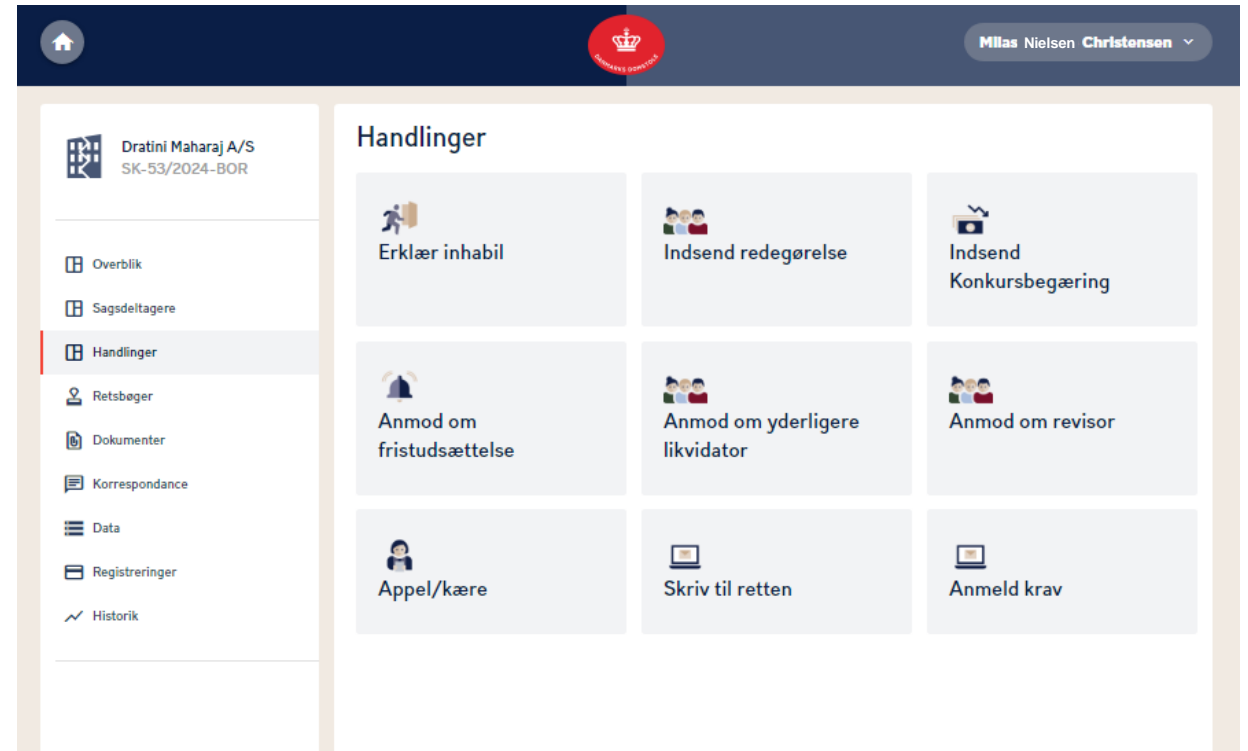 DANMARKS DOMSTOLE
Milas Nielsen Christensen
Dratini Maharaj A/S
SK-53/2024-BOR
Overblik
Sagsdeltagere
Handlinger
Retsbøger
Dokumenter
Korrespondance
Data
Registreringer
Historik
Handlinger
Erklær inhabil
Indsend redegørelse
Indsend
Konkursbegæring
Anmod om
fristudsættelse
Anmod om yderligere
likvidator
Anmod om revisor
Appel/kære
Skriv til retten
Anmeld krav